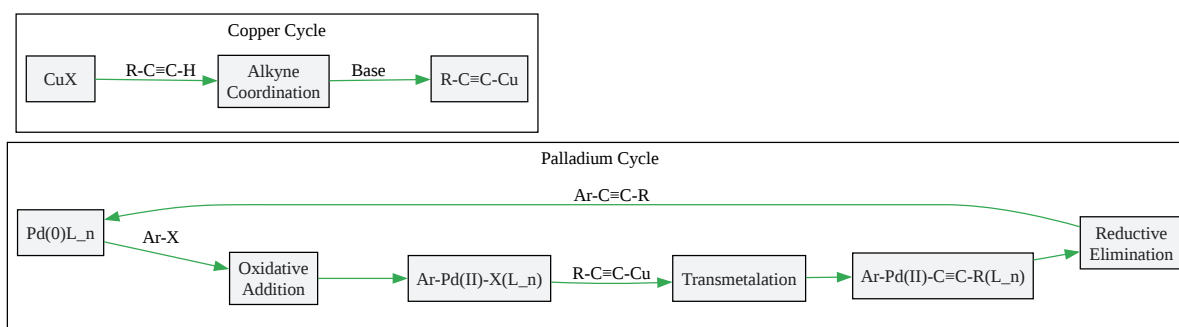 Copper Cycle
CuX
R-C≡C-H
Alkyne
Coordination
Base
R-C≡C-Cu
Palladium Cycle
Ar-C≡C-R
Pd(0)L_n
Ar-X
Oxidative
Addition
Ar-Pd(II)-X(L_n)
R-C≡C-Cu
Transmetalation
Ar-Pd(II)-C≡C-R(L_n)
Reductive
Elimination